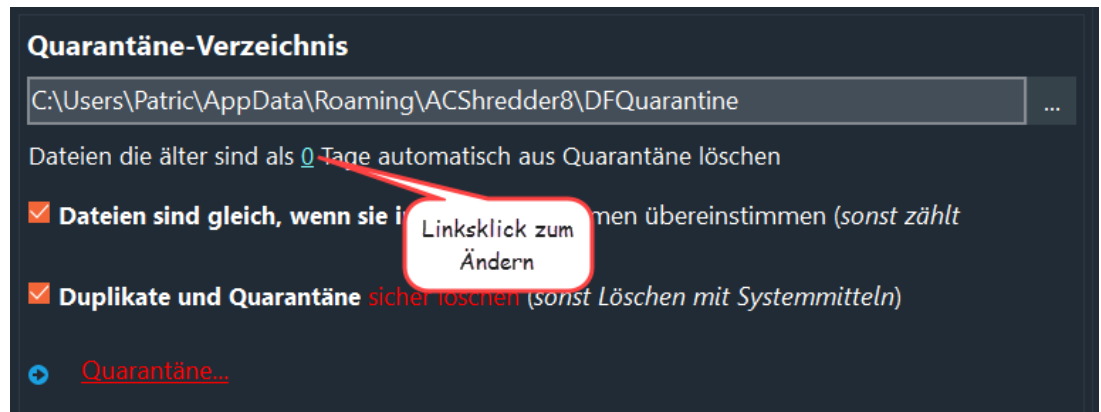 Quarantäne-Verzeichnis
C:\Users\Patric\AppData\Roaming\ACShredder8\DFQuarantine ...
Dateien die älter sind als 0 Tage automatisch aus Quarantäne löschen
Dateien sind gleich, wenn sie übereinstimmen (sonst zählt
Linksklick zum
Ändern
Duplikate und Quarantäne sicher löschen (sonst Löschen mit Systemmitteln)
Quarantäne...